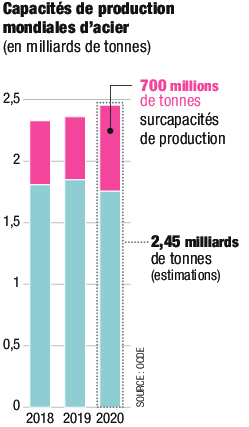 Capacités de production
mondiales d’acier
(en milliards de tonnes)
700 millions
de tonnes
surcapacités
de production
2,5
2
1,5
1
0,5
0
2,45 milliards
de tonnes
(estimations)
SOURCE : OCDE
2018 2019 2020